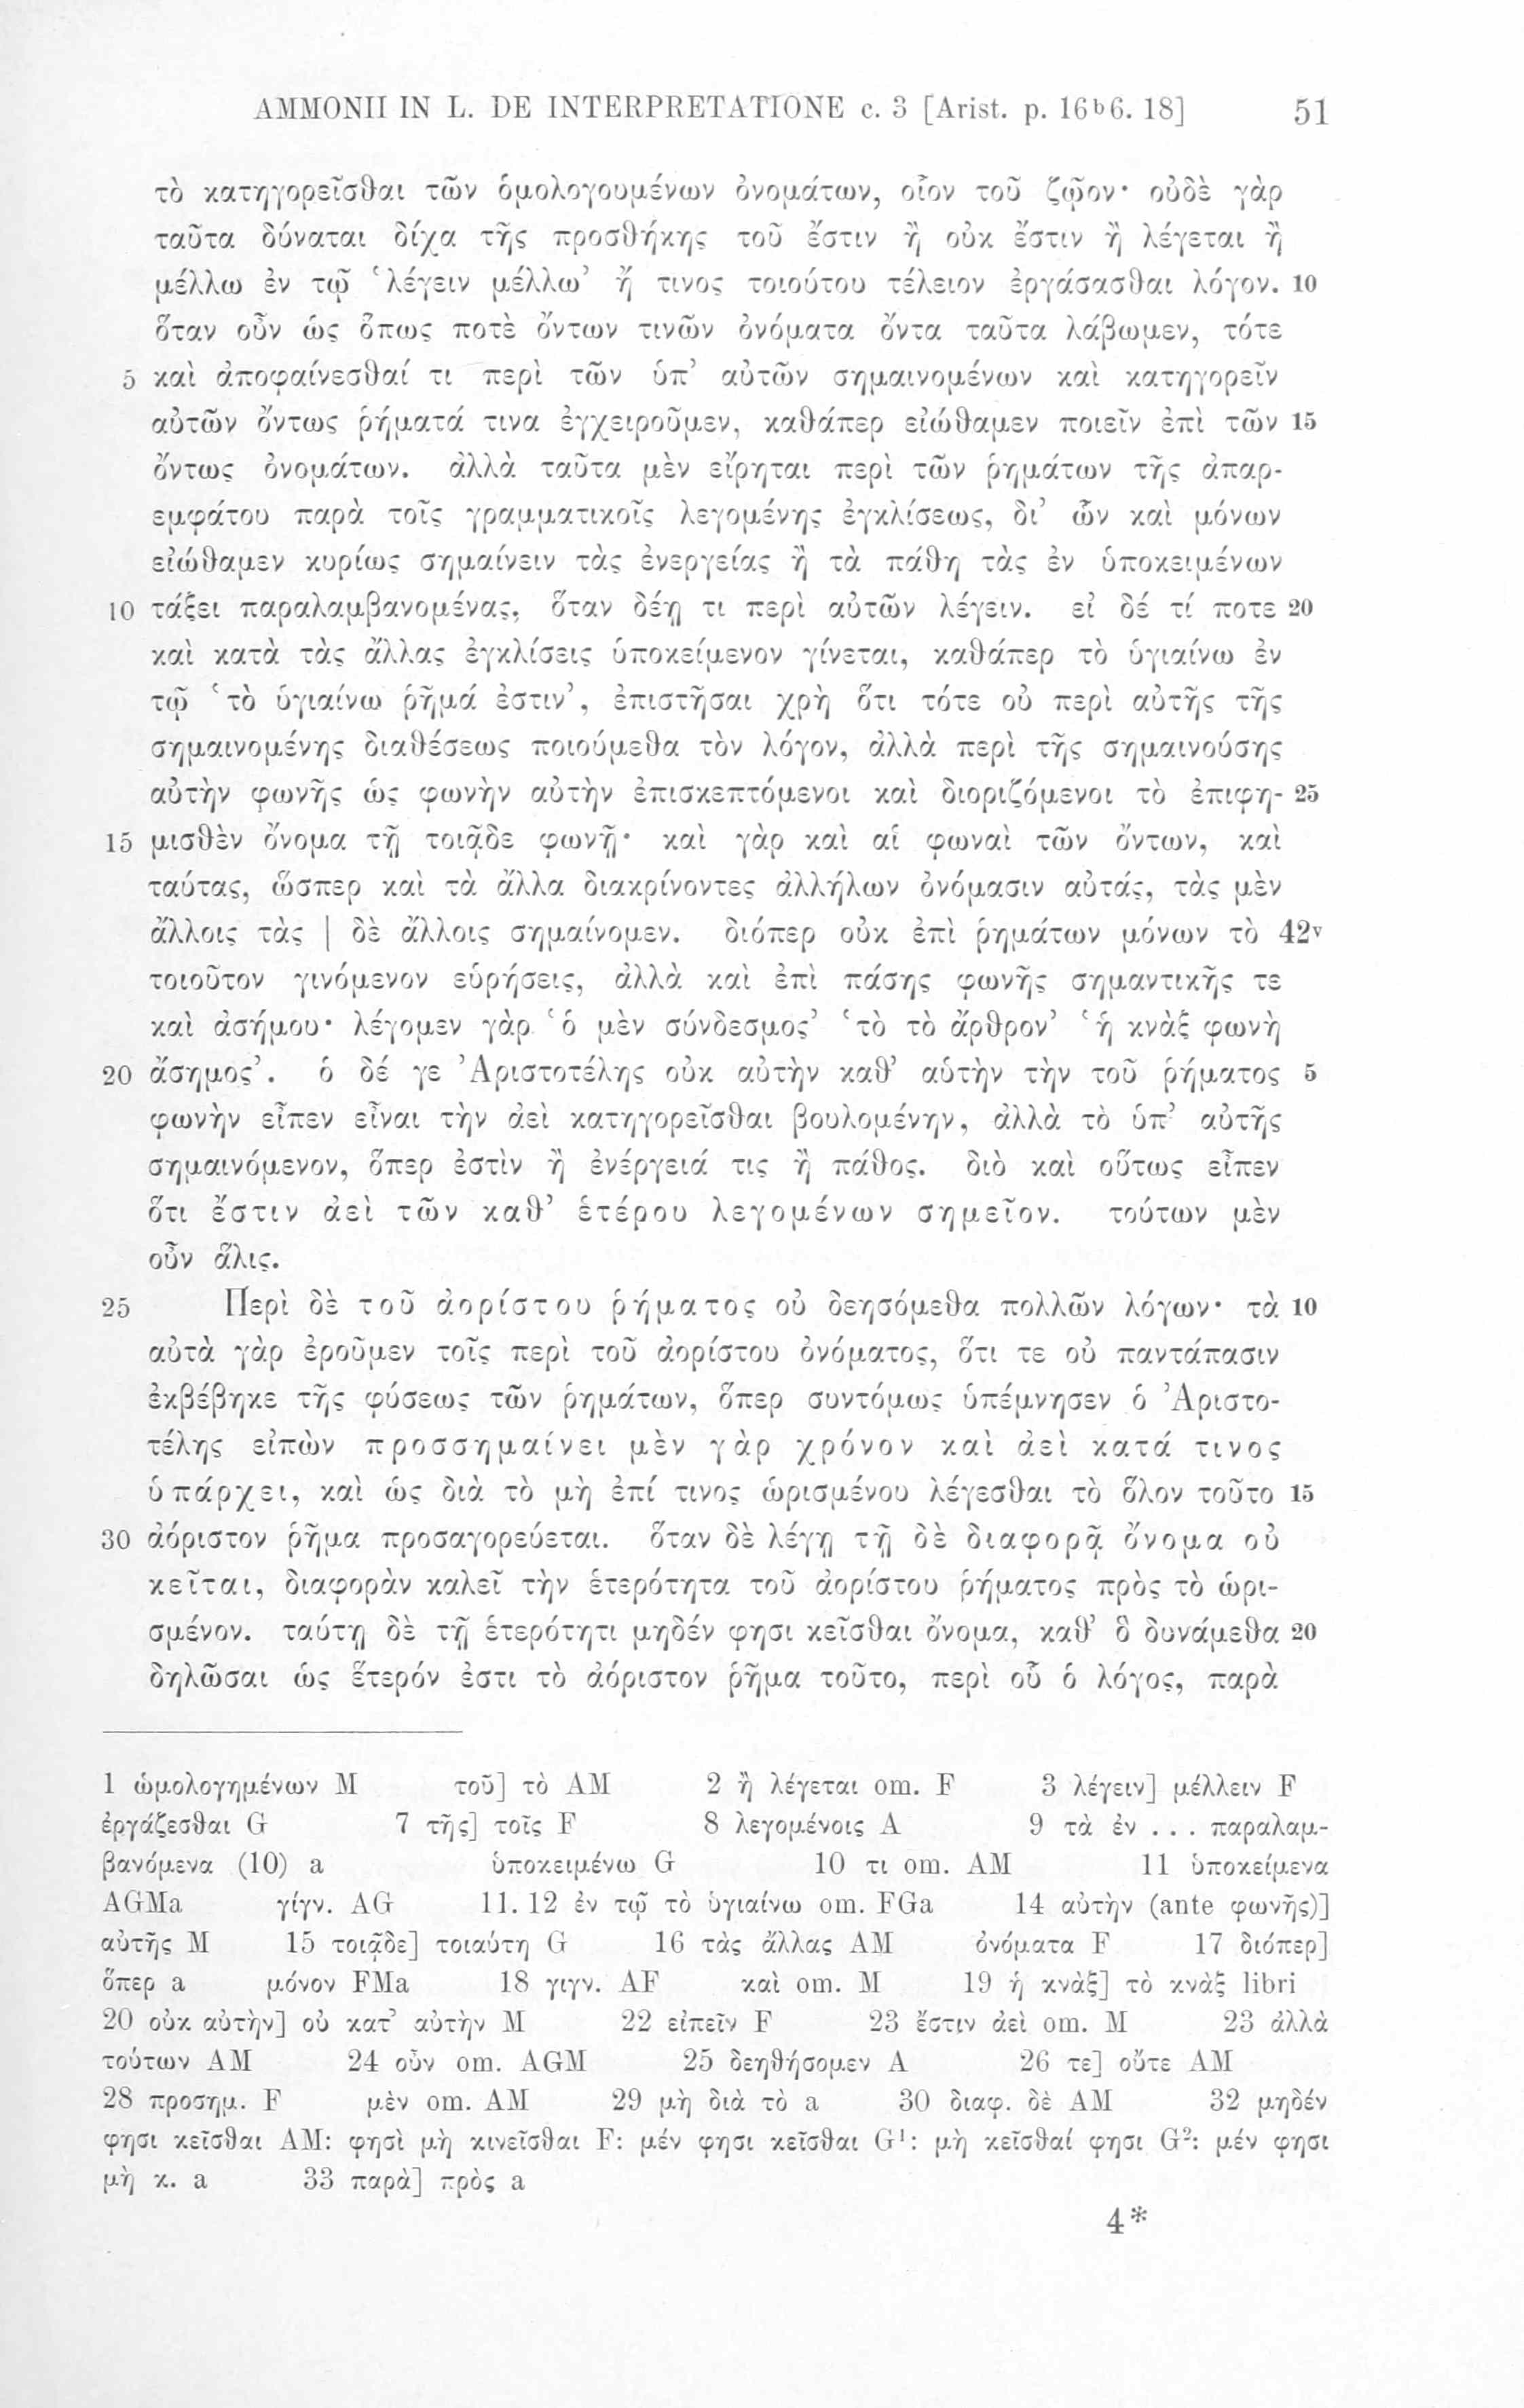 AMMONII IN L. DE INTERPRETATIONE c. 3 [Arist. p. 16b6. 18] 51
τὸ κατηγορεῖσθαι τῶν ὁμολογουμένων ὀνομάτων, οἷον τοῦ ζῷον· οὐδὲ γὰρ
ταῦτα δύναται δίχα τῆς προσθήκης τοῦ ἔστιν ἢ οὐκ ἔστιν ἢ λέγεται ἢ
μέλλω ἐν τῷ ‘λέγειν μέλλω’ ἤ τινος τοιούτου τέλειον ἐργάσασθαι λόγον. 10
ὅταν οὖν ὡς ὅπως ποτὲ ὄντων τινῶν ὀνόματα ὄντα ταῦτα λάβωμεν, τότε
5 καὶ ἀποφαίνεσθαί τι περὶ τῶν ὑπ’ αὐτῶν σημαινομένων καὶ κατηγορεῖν
αὐτῶν ὄντως ῥήματά τινα ἐγχειροῦμεν, καθάπερ εἰώθαμεν ποιεῖν ἐπὶ τῶν 15
ὄντως ὀνομάτων. ἀλλὰ ταῦτα μὲν εἴρηται περὶ τῶν ῥημάτων τῆς ἀπαρ-
εμφάτου παρὰ τοῖς γραμματικοῖς λεγομένης ἐγκλίσεως, δι’ ὧν καὶ μόνων
εἰώθαμεν κυρίως σημαίνειν τὰς ἐνεργείας ἢ τὰ πάθη τὰς ἐν ὑποκειμένων
10 τάξει παραλαμβανομένας, ὅταν δέῃ τι περὶ αὐτῶν λέγειν. εἰ δέ τί ποτε 20
καὶ κατὰ τὰς ἄλλας ἐγκλίσεις ὑποκείμενον γίνεται, καθάπερ τὸ ὑγιαίνω ἐν
τῷ ‘τὸ ὑγιαίνω ῥῆμά ἐστιν’, ἐπιστῆσαι χρὴ ὅτι τότε οὐ περὶ αὐτῆς τῆς
σημαινομένης διαθέσεως ποιούμεθα τὸν λόγον, ἀλλὰ περὶ τῆς σημαινούσης
αὐτὴν φωνῆς ὡς φωνὴν αὐτὴν ἐπισκεπτόμενοι καὶ διοριζόμενοι τὸ ἐπιφη- 25
15 μισθὲν ὄνομα τῇ τοιᾷδε φωνῇ· καὶ γὰρ καὶ αἱ φωναὶ τῶν ὄντων, καὶ
ταύτας, ὥσπερ καὶ τὰ ἄλλα διακρίνοντες ἀλλήλων ὀνόμασιν αὐτάς, τὰς μὲν
ἄλλοις τὰς | δὲ ἄλλοις σημαίνομεν. διόπερ οὐκ ἐπὶ ῥημάτων μόνων τὸ 42v
τοιοῦτον γινόμενον εὑρήσεις, ἀλλὰ καὶ ἐπὶ πάσης φωνῆς σημαντικῆς τε
καὶ ἀσήμου· λέγομεν γὰρ ‘ὁ μὲν σύνδεσμος’ ‘τὸ τὸ ἄρθρον’ ‘ἡ κνὰξ φωνὴ
20 ἄσημος’. ὁ δέ γε Ἀριστοτέλης οὐκ αὐτὴν καθ’ αὑτὴν τὴν τοῦ ῥήματος 5
φωνὴν εἶπεν εἶναι τὴν ἀεὶ κατηγορεῖσθαι βουλομένην, ἀλλὰ τὸ ὑπ’ αὐτῆς
σημαινόμενον, ὅπερ ἐστὶν ἢ ἐνέργειά τις ἢ πάθος. διὸ καὶ οὕτως εἶπεν
ὅτι ἔστιν ἀεὶ τῶν καθ’ ἑτέρου λεγομένων σημεῖον. τούτων μὲν
οὖν ἅλις.
25 Περὶ δὲ τοῦ ἀορίστου ῥήματος οὐ δεησόμεθα πολλῶν λόγων· τὰ 10
αὐτὰ γὰρ ἐροῦμεν τοῖς περὶ τοῦ ἀορίστου ὀνόματος, ὅτι τε οὐ παντάπασιν
ἐκβέβηκε τῆς φύσεως τῶν ῥημάτων, ὅπερ συντόμως ὑπέμνησεν ὁ Ἀριστο-
τέλης εἰπὼν προσσημαίνει μὲν γὰρ χρόνον καὶ ἀεὶ κατά τινος
ὑπάρχει, καὶ ὡς διὰ τὸ μὴ ἐπί τινος ὡρισμένου λέγεσθαι τὸ ὅλον τοῦτο 15
30 ἀόριστον ῥῆμα προσαγορεύεται. ὅταν δὲ λέγῃ τῇ δὲ διαφορᾷ ὄνομα οὐ
κεῖται, διαφορὰν καλεῖ τὴν ἑτερότητα τοῦ ἀορίστου ῥήματος πρὸς τὸ ὡρι-
σμένον. ταύτῃ δὲ τῇ ἑτερότητι μηδέν φησι κεῖσθαι ὄνομα, καθ’ ὃ δυνάμεθα 20
δηλῶσαι ὡς ἕτερόν ἐστι τὸ ἀόριστον ῥῆμα τοῦτο, περὶ οὗ ὁ λόγος, παρὰ
1 ὡμολογημένων M τοῦ] τὸ AM 2 ἢ λέγεται om. F 3 λέγειν] μέλλειν F
ἐργάζεσθαι G 7 τῆς] τοῖς F 8 λεγομένοις A 9 τὰ ἐν . . . παραλαμ-
βανόμενα (10) a ὑποκειμένω G 10 τι om. AM 11 ὑποκείμενα
AGMa γίγν. AG 11. 12 ἐν τῷ τὸ ὑγιαίνω om. FGa 14 αὐτὴν (ante φωνῆς)]
αὐτῆς M 15 τοιᾷδε] τοιαύτη G 16 τὰς ἄλλας AM ὀνόματα F 17 διόπερ]
ὅπερ a μόνον FMa 18 γιγν. AF καὶ om. M 19 ἡ κνὰξ] τὸ κνὰξ libri
20 οὐκ αὐτὴν] οὐ κατ’ αὐτὴν M 22 εἰπεῖν F 23 ἔστιν ἀεὶ om. M 23 ἀλλὰ
τούτων AM 24 οὖν om. AGM 25 δεηθήσομεν A 26 τε] οὔτε AM
28 προσημ. F μὲν om. AM 29 μὴ διὰ τὸ a 30 διαφ. δὲ AM 32 μηδέν
φησι κεῖσθαι AM: φησὶ μὴ κινεῖσθαι F: μέν φησι κεῖσθαι G¹: μὴ κεῖσθαί φησι G²: μέν φησι
μὴ κ. a 33 παρὰ] πρὸς a
4*